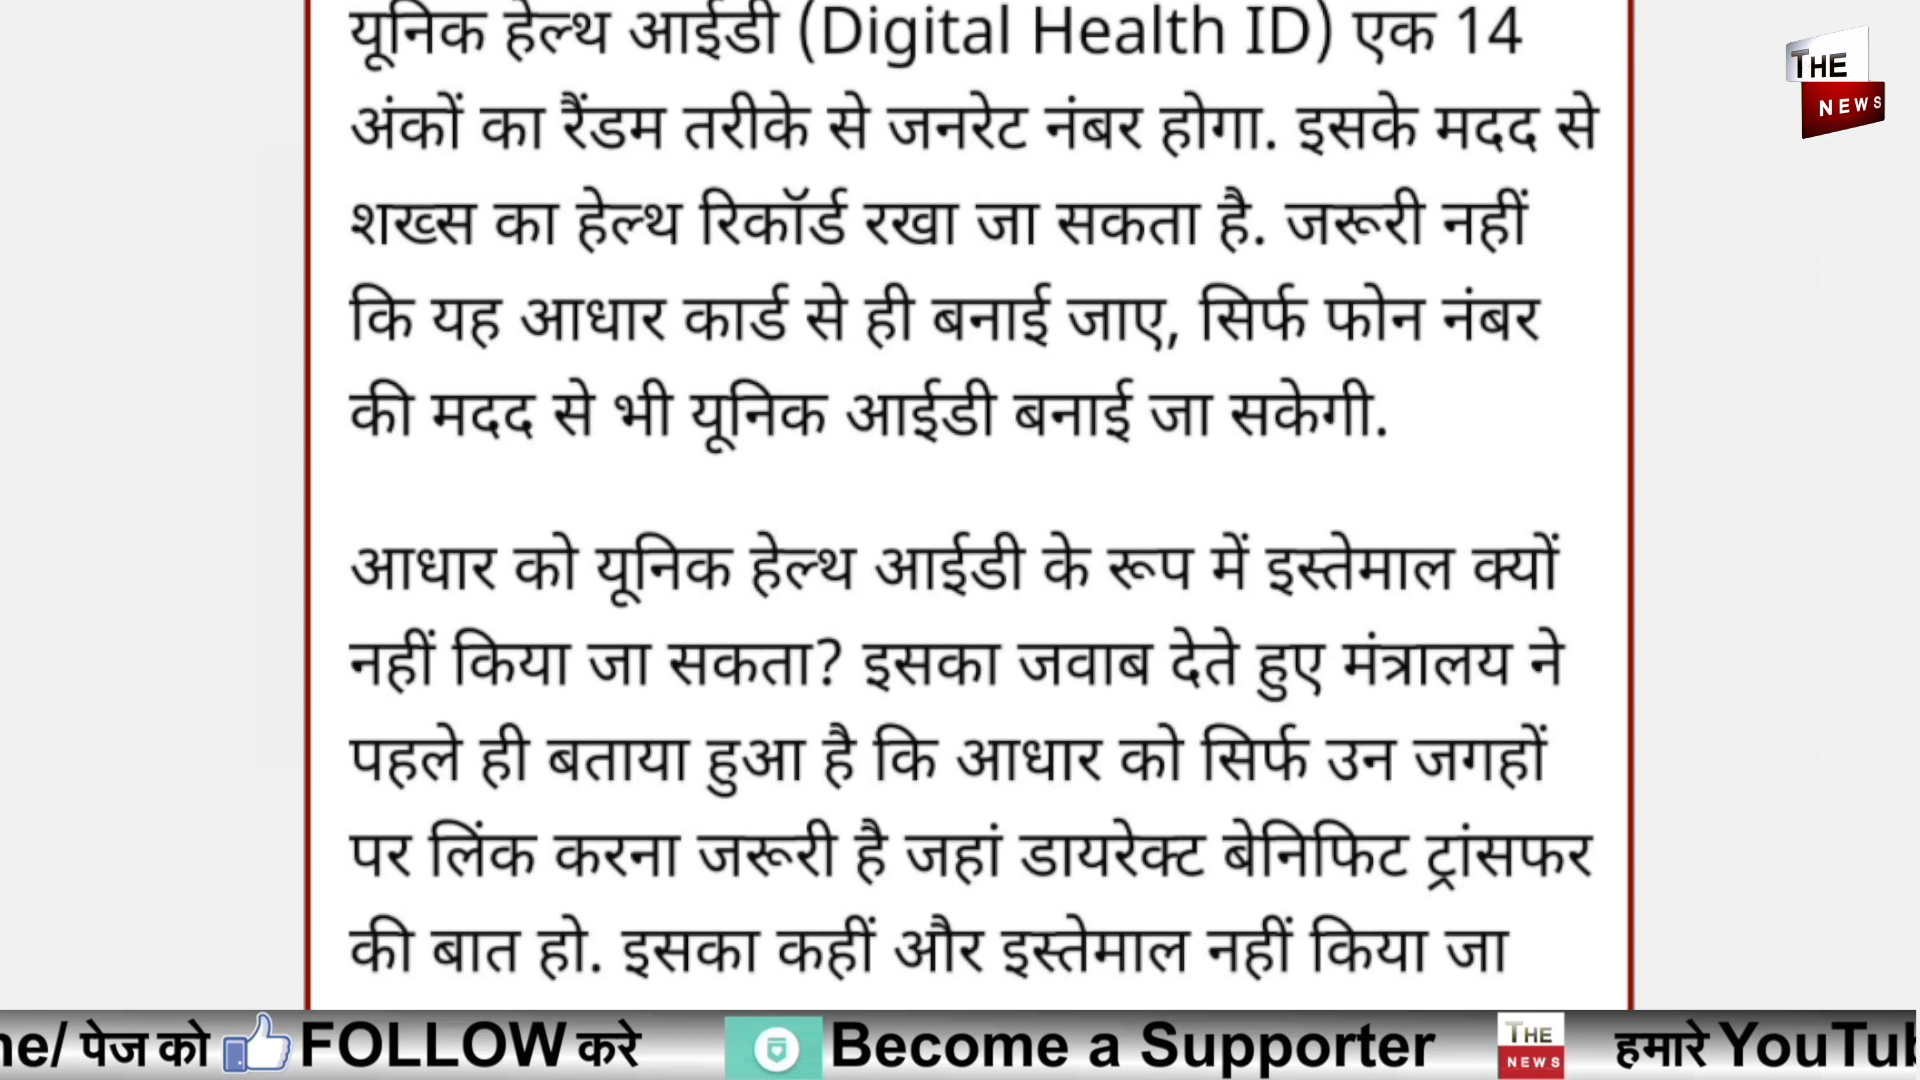 यूनिक हेल्थ आईडी (Digital Health ID) एक 14
अंकों का रैंडम तरीके से जनरेट नंबर होगा. इसके मदद से
शख्स का हेल्थ रिकॉर्ड रखा जा सकता है. जरूरी नहीं
कि यह आधार कार्ड से ही बनाई जाए, सिर्फ फोन नंबर
की मदद से भी यूनिक आईडी बनाई जा सकेगी.
आधार को यूनिक हेल्थ आईडी के रूप में इस्तेमाल क्यों
नहीं किया जा सकता? इसका जवाब देते हुए मंत्रालय ने
पहले ही बताया हुआ है कि आधार को सिर्फ उन जगहों
पर लिंक करना जरूरी है जहां डायरेक्ट बेनिफिट ट्रांसफर
की बात हो. इसका कहीं और इस्तेमाल नहीं किया जा
THE
NEWS
पेज को FOLLOW करे Become a Supporter THE NEWS हमारे